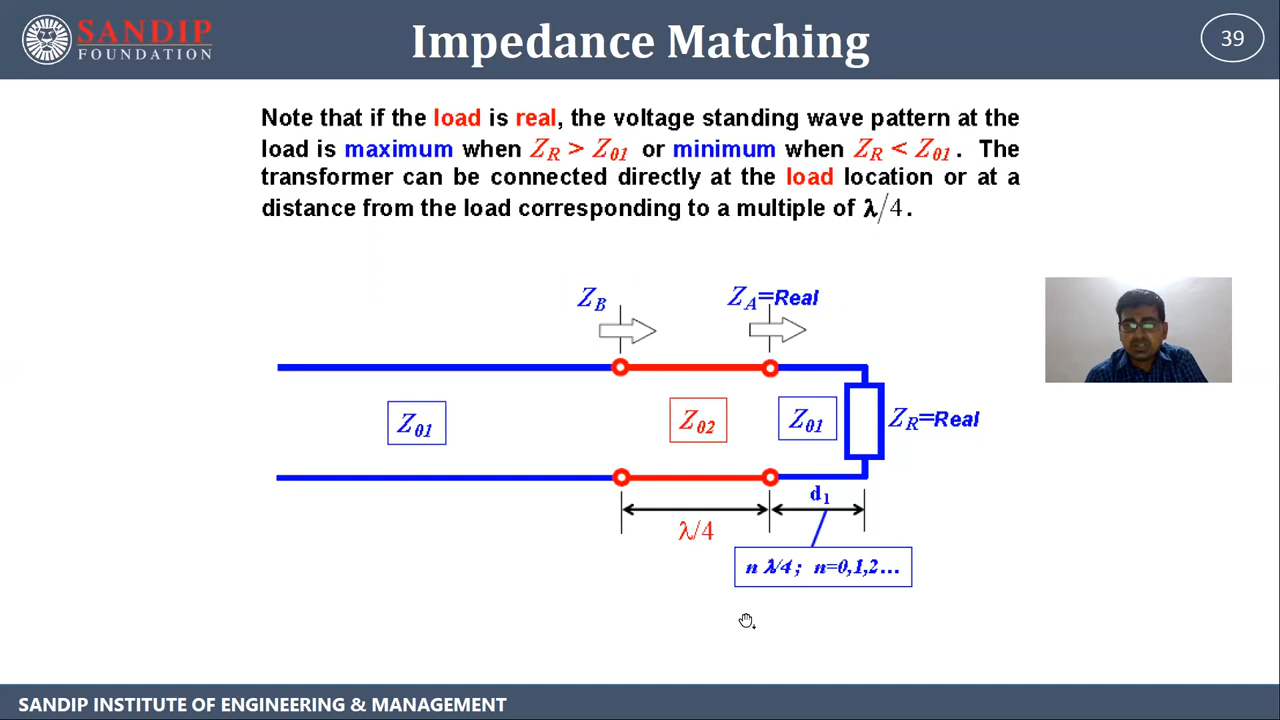 SANDIP
FOUNDATION
Impedance Matching
39
Note that if the load is real, the voltage standing wave pattern at the
load is maximum when Z_R > Z_01 or minimum when Z_R < Z_01. The
transformer can be connected directly at the load location or at a
distance from the load corresponding to a multiple of λ/4.
Z_B
Z_A=Real
Z_01
Z_02
Z_01
Z_R=Real
d_1
λ/4
n λ/4; n=0,1,2...
SANDIP INSTITUTE OF ENGINEERING & MANAGEMENT